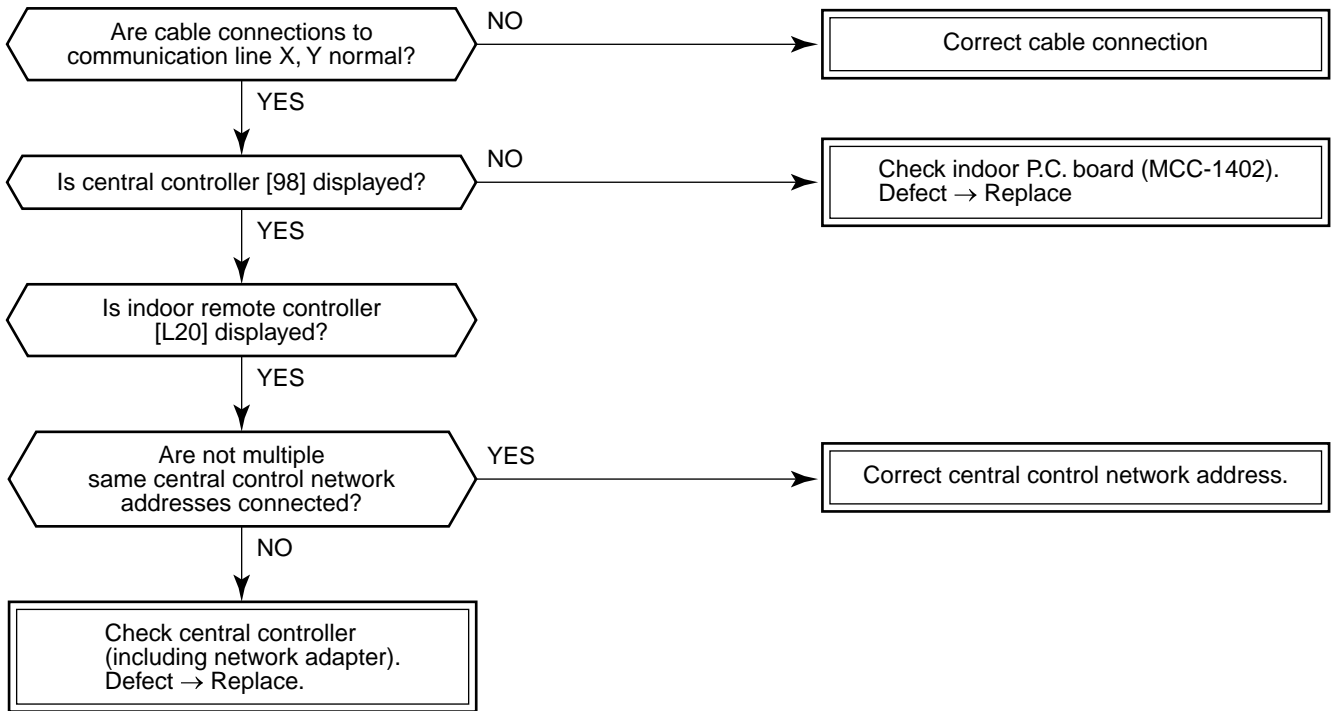 Are cable connections to
communication line X, Y normal?
NO
Correct cable connection
YES
Is central controller [98] displayed?
NO
Check indoor P.C. board (MCC-1402).
Defect → Replace
YES
Is indoor remote controller
[L20] displayed?
YES
Are not multiple
same central control network
addresses connected?
YES
Correct central control network address.
NO
Check central controller
(including network adapter).
Defect → Replace.